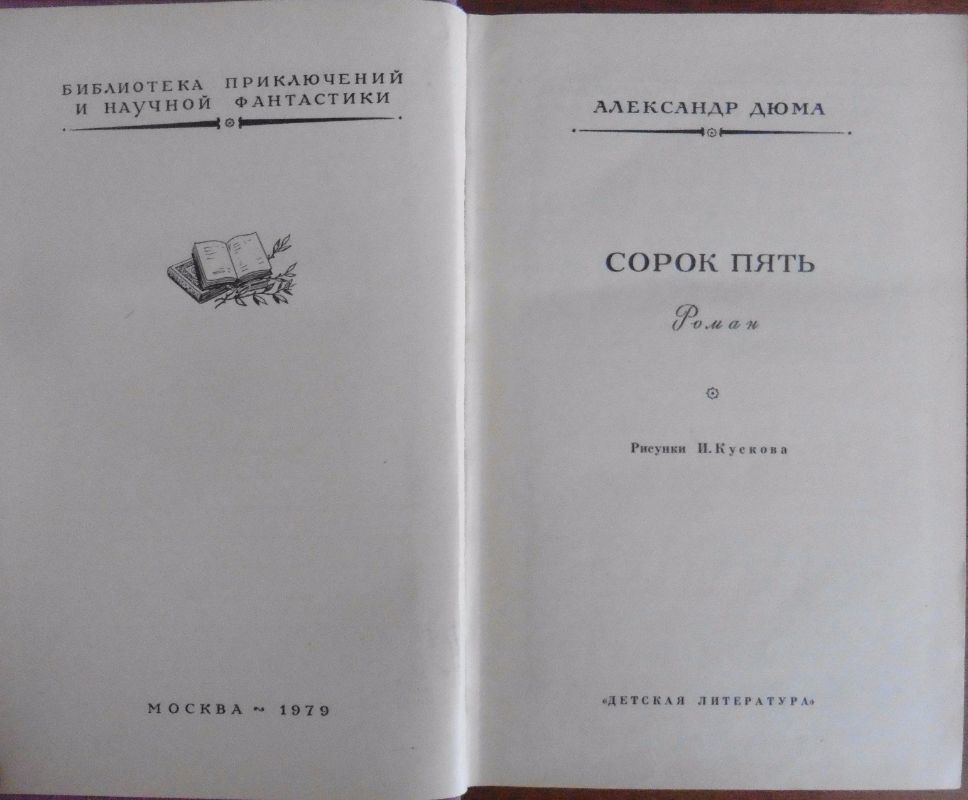 БИБЛИОТЕКА ПРИКЛЮЧЕНИЙ
И НАУЧНОЙ ФАНТАСТИКИ
МОСКВА ~ 1979
АЛЕКСАНДР ДЮМА
СОРОК ПЯТЬ
Роман
Рисунки И. Кускова
«ДЕТСКАЯ ЛИТЕРАТУРА»